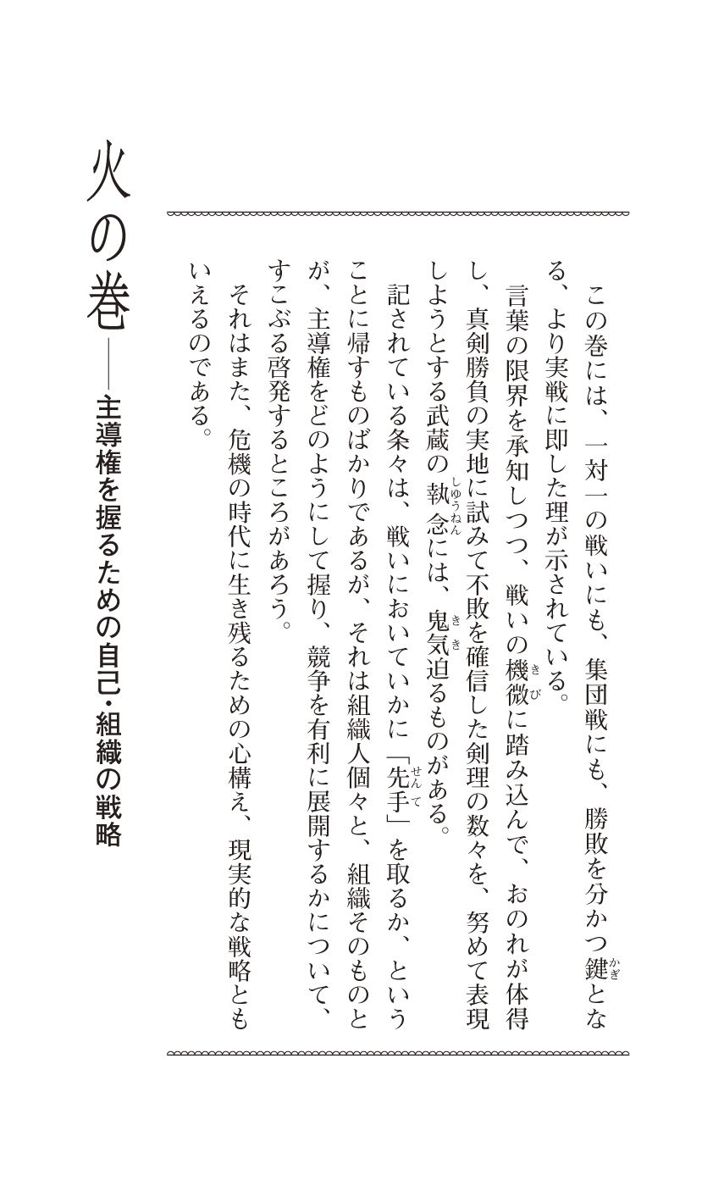 この巻には、一対一の戦いにも、集団戦にも、勝敗を分かつ鍵とな
る、より実戦に即した理が示されている。
言葉の限界を承知しつつ、戦いの機微に踏み込んで、おのれが体得
し、真剣勝負の実地に試みて不敗を確信した剣理の数々を、努めて表現
しようとする武蔵の執念には、鬼気迫るものがある。
記されている条々は、戦いにおいていかに「先手」を取るか、という
ことに帰すものばかりであるが、それは組織人個々と、組織そのものと
が、主導権をどのようにして握り、競争を有利に展開するかについて、
すこぶる啓発するところがあろう。
それはまた、危機の時代に生き残るための心構え、現実的な戦略とも
いえるのである。
火の巻――主導権を握るための自己・組織の戦略